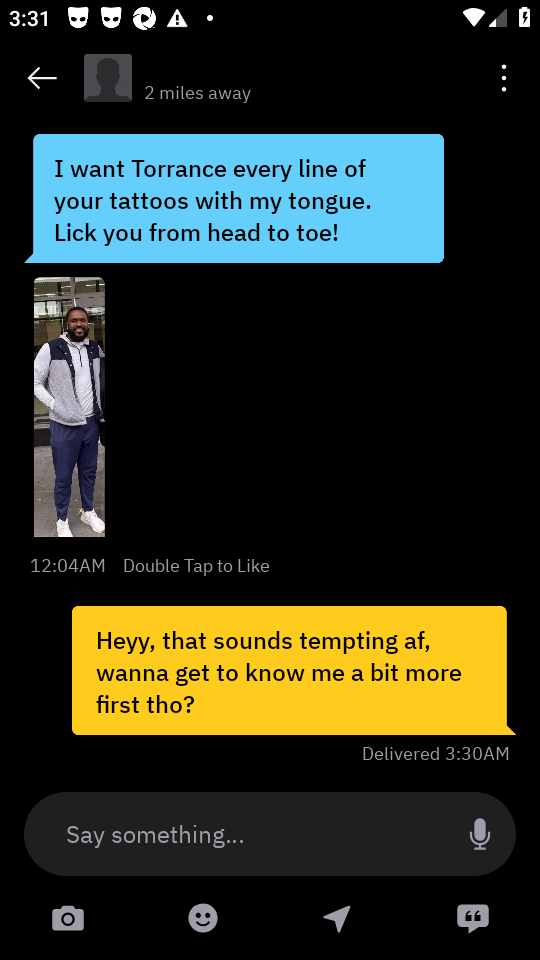 3:31
2 miles away
I want Torrance every line of
your tattoos with my tongue.
Lick you from head to toe!
12:04AM Double Tap to Like
Heyy, that sounds tempting af,
wanna get to know me a bit more
first tho?
Delivered 3:30AM
Say something...